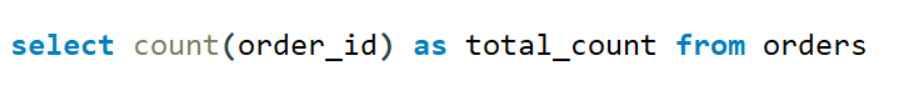 select count(order_id) as total_count from orders